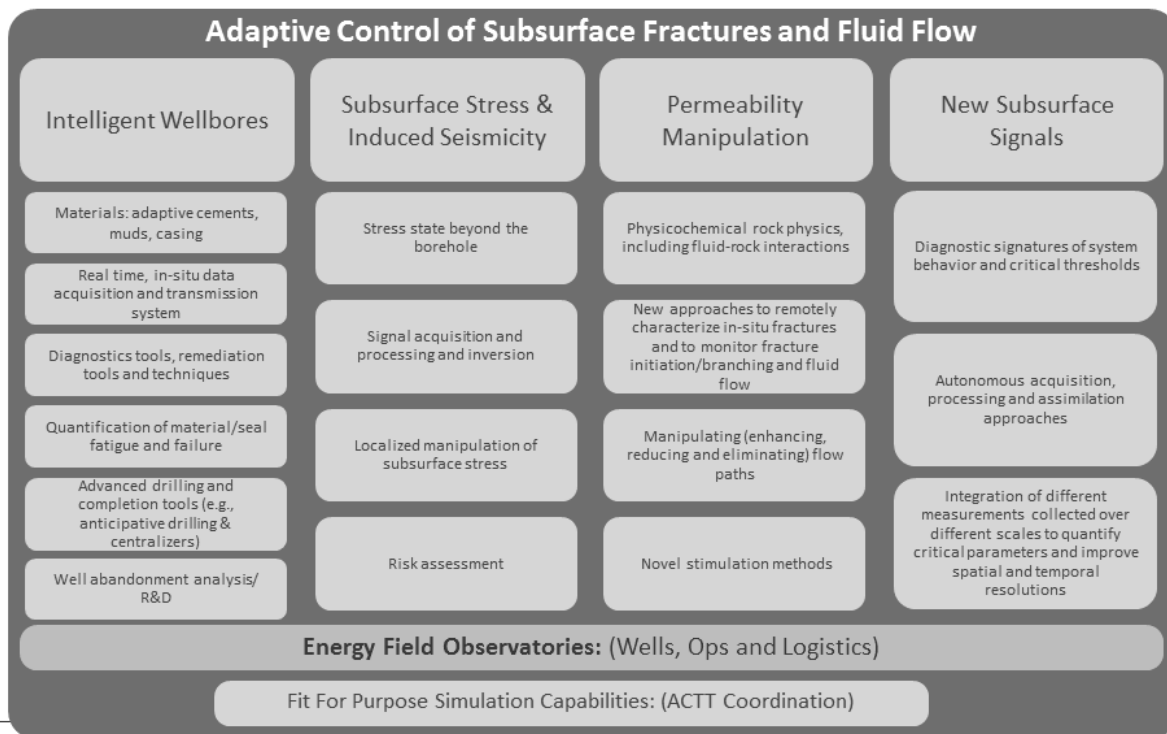 Adaptive Control of Subsurface Fractures and Fluid Flow
Intelligent Wellbores
Materials: adaptive cements,
muds, casing
Real time, in-situ data
acquisition and transmission
system
Diagnostics tools, remediation
tools and techniques
Quantification of material/seal
fatigue and failure
Advanced drilling and
completion tools (e.g.,
anticipative drilling &
centralizers)
Well abandonment analysis/
R&D
Subsurface Stress &
Induced Seismicity
Stress state beyond the
borehole
Signal acquisition and
processing and inversion
Localized manipulation of
subsurface stress
Risk assessment
Permeability
Manipulation
Physicochemical rock physics,
including fluid-rock interactions
New approaches to remotely
characterize in-situ fractures
and to monitor fracture
initiation/branching and fluid
flow
Manipulating (enhancing,
reducing and eliminating) flow
paths
Novel stimulation methods
New Subsurface
Signals
Diagnostic signatures of system
behavior and critical thresholds
Autonomous acquisition,
processing and assimilation
approaches
Integration of different
measurements collected over
different scales to quantify
critical parameters and improve
spatial and temporal
resolutions
Energy Field Observatories: (Wells, Ops and Logistics)
Fit For Purpose Simulation Capabilities: (ACTT Coordination)